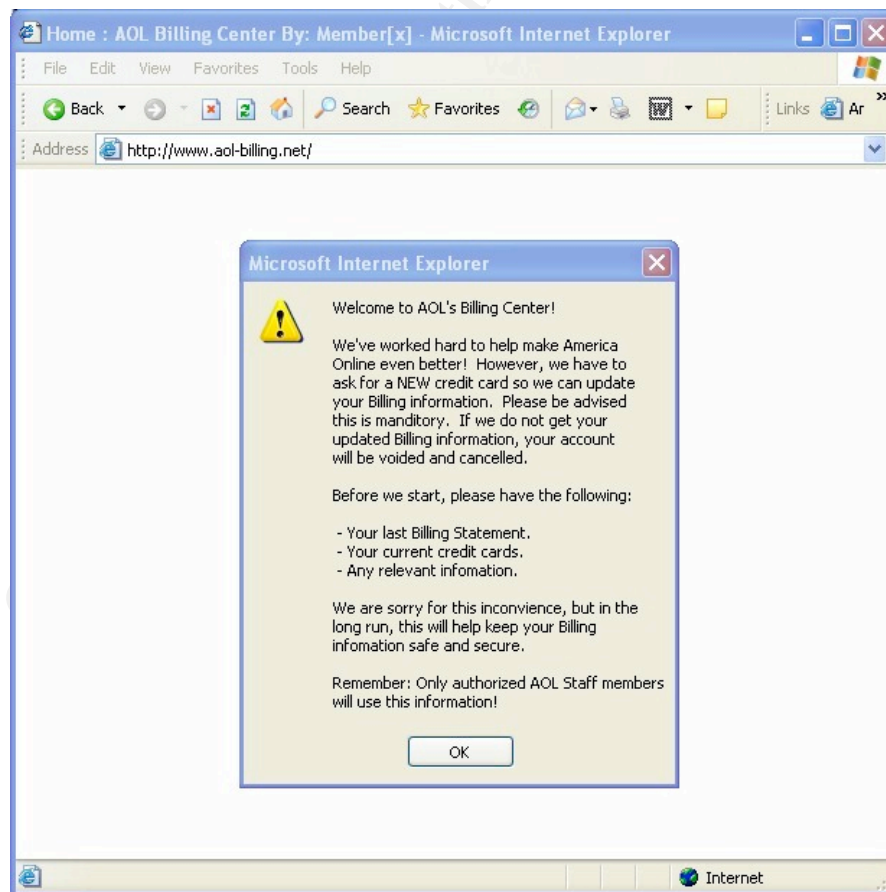 Home : AOL Billing Center By: Member[x] - Microsoft Internet Explorer
File Edit View Favorites Tools Help
Back Search Favorites W Links Ar »
Address http://www.aol-billing.net/
Microsoft Internet Explorer
Welcome to AOL's Billing Center!
We've worked hard to help make America
Online even better! However, we have to
ask for a NEW credit card so we can update
your Billing information. Please be advised
this is manditory. If we do not get your
updated Billing information, your account
will be voided and cancelled.
Before we start, please have the following:
- Your last Billing Statement.
- Your current credit cards.
- Any relevant infomation.
We are sorry for this inconvience, but in the
long run, this will help keep your Billing
infomation safe and secure.
Remember: Only authorized AOL Staff members
will use this information!
OK
Internet